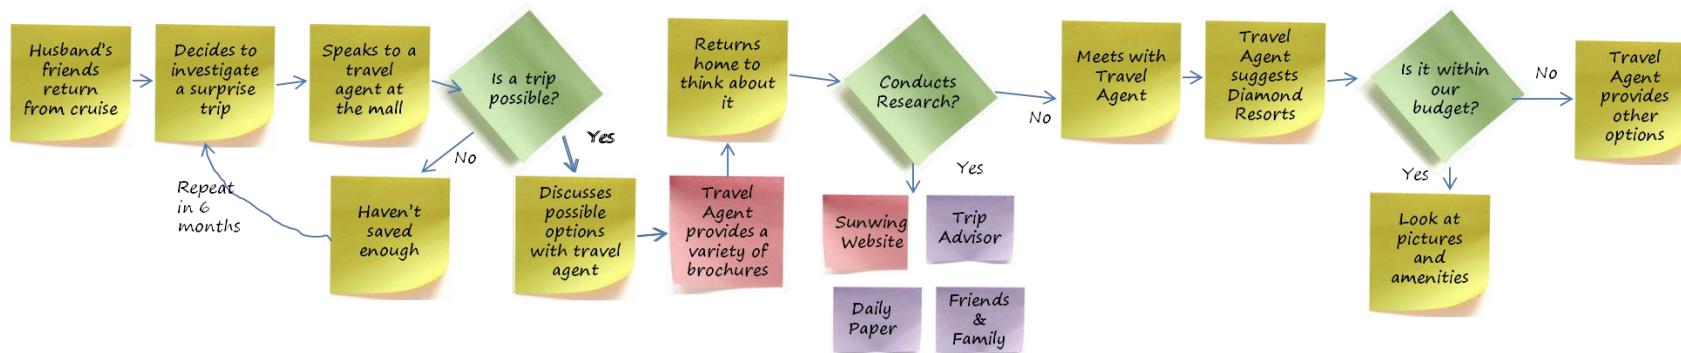 Husband's
friends
return
from cruise
Decides to
investigate
a surprise
trip
Speaks to a
travel
agent at
the mall
Is a trip
possible?
No
Yes
Repeat
in 6
months
Haven't
saved
enough
Discusses
possible
options
with travel
agent
Travel
Agent
provides a
variety of
brochures
Returns
home to
think about
it
Conducts
Research?
No
Yes
Sunwing
Website
Trip
Advisor
Daily
Paper
Friends
&
Family
Meets with
Travel
Agent
Travel
Agent
suggests
Diamond
Resorts
Is it within
our
budget?
No
Yes
Travel
Agent
provides
other
options
Look at
pictures
and
amenities